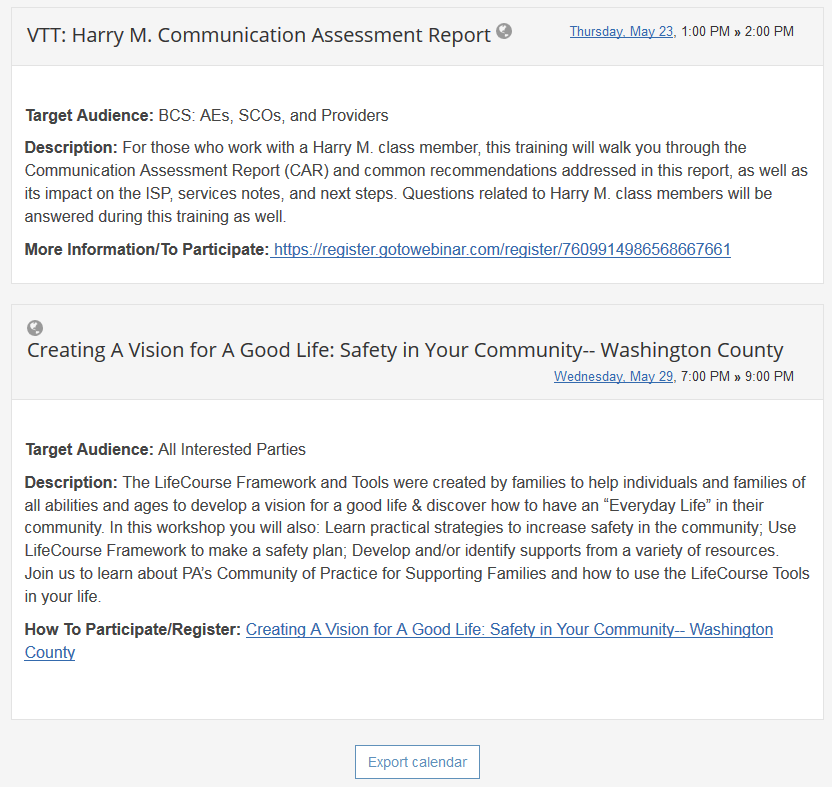 VTT: Harry M. Communication Assessment Report
Thursday, May 23, 1:00 PM » 2:00 PM
Target Audience: BCS: AEs, SCOs, and Providers
Description: For those who work with a Harry M. class member, this training will walk you through the
Communication Assessment Report (CAR) and common recommendations addressed in this report, as well as
its impact on the ISP, services notes, and next steps. Questions related to Harry M. class members will be
answered during this training as well.
More Information/To Participate: https://register.gotowebinar.com/register/7609914986568667661
Creating A Vision for A Good Life: Safety in Your Community-- Washington County
Wednesday, May 29, 7:00 PM » 9:00 PM
Target Audience: All Interested Parties
Description: The LifeCourse Framework and Tools were created by families to help individuals and families of
all abilities and ages to develop a vision for a good life & discover how to have an “Everyday Life” in their
community. In this workshop you will also: Learn practical strategies to increase safety in the community; Use
LifeCourse Framework to make a safety plan; Develop and/or identify supports from a variety of resources.
Join us to learn about PA’s Community of Practice for Supporting Families and how to use the LifeCourse Tools
in your life.
How To Participate/Register: Creating A Vision for A Good Life: Safety in Your Community-- Washington
County
Export calendar